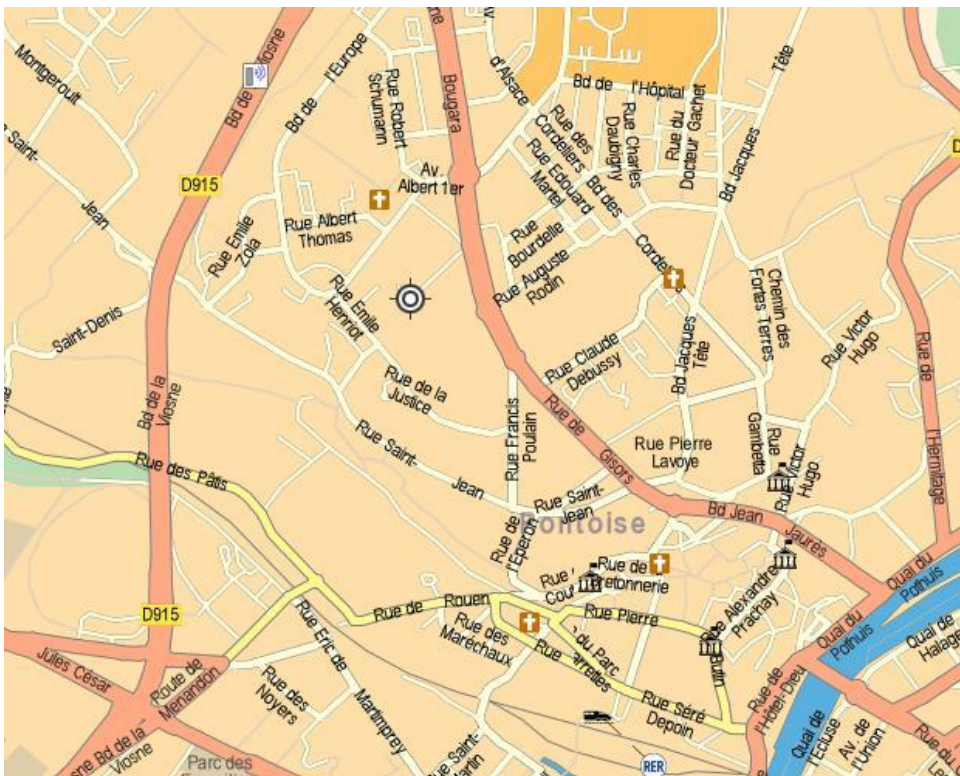 Montgeroult
Bd de Viosne
Bd de l'Europe
Rue Robert
Schumann
Bougara
d'Alsace
Bd de l'Hôpital
Tête
Rue des
Cordeliers
Rue Charles
Daubigny
Rue du
Docteur Gachet
Rue Edouard
Martel
Bd des
Bd Jacques
D
Saint-
Jean
D915
Av.
Albert 1er
Rue Albert
Thomas
Rue Emile
Zola
Rue
Bourdelle
Rue Auguste
Rodin
Rue Emile
Henriot
Chemin des
Fortes Terres
Rue Victor
Hugo
Saint-Denis
Bd de la
Viosne
Rue Claude
Debussy
Bd Jacques
Tête
Rue de
l'Hermitage
Rue de la
Justice
Rue Francis
Poulain
Rue de
Gisors
Rue Pierre
Lavoye
Rue
Gambetta
Rue Victor
Hugo
Rue Saint-
Jean
Rue des Pâtis
Rue Saint-
Jean
Pontoise
Bd Jean
Jaurès
Rue de
l'Eperon
Rue de
Bretonnerie
Rue
Rue Alexandre
Prachay
Quai du
Pothuis
D915
Rue de Rouen
Rue Pierre
Butin
Rue des
Maréchaux
Rue
du Parc
Quai du
Pothuis
Quai de
Halage
Jules César
Route de
Menandon
Rue Eric de
Martimprey
Rue des
Noyers
Rue Séré
Depoin
Rue de
l'Hôtel-Dieu
Bd de la
Viosne
Parc des
Rue Saint-
RER
Quai de
l'Ecluse
Av. de
l'Union
Rue du